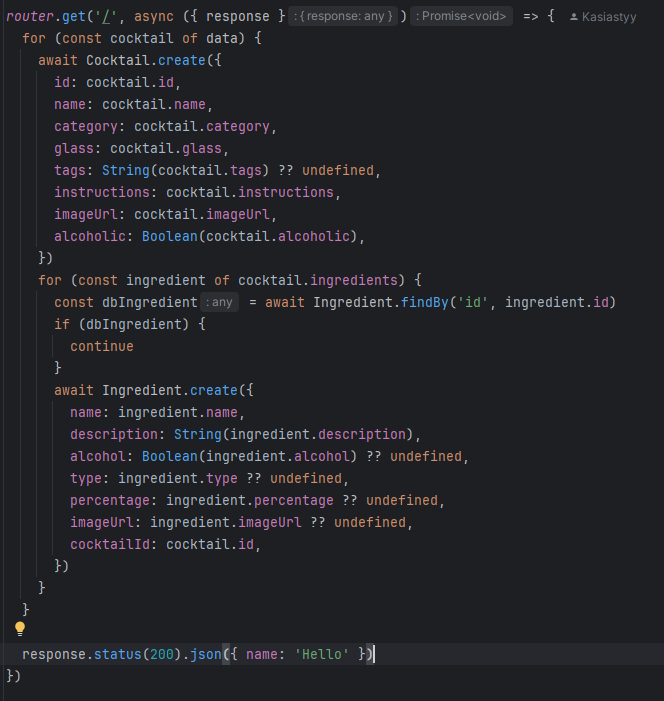 router.get('/', async ({ response } : {response: any} ) : Promise<void> => { Kasiastyy
for (const cocktail of data) {
await Cocktail.create({
id: cocktail.id,
name: cocktail.name,
category: cocktail.category,
glass: cocktail.glass,
tags: String(cocktail.tags) ?? undefined,
instructions: cocktail.instructions,
imageUrl: cocktail.imageUrl,
alcoholic: Boolean(cocktail.alcoholic),
})
for (const ingredient of cocktail.ingredients) {
const dbIngredient : any = await Ingredient.findBy('id', ingredient.id)
if (dbIngredient) {
continue
}
await Ingredient.create({
name: ingredient.name,
description: String(ingredient.description),
alcohol: Boolean(ingredient.alcohol) ?? undefined,
type: ingredient.type ?? undefined,
percentage: ingredient.percentage ?? undefined,
imageUrl: ingredient.imageUrl ?? undefined,
cocktailId: cocktail.id,
})
}
}
response.status(200).json({ name: 'Hello' })
})